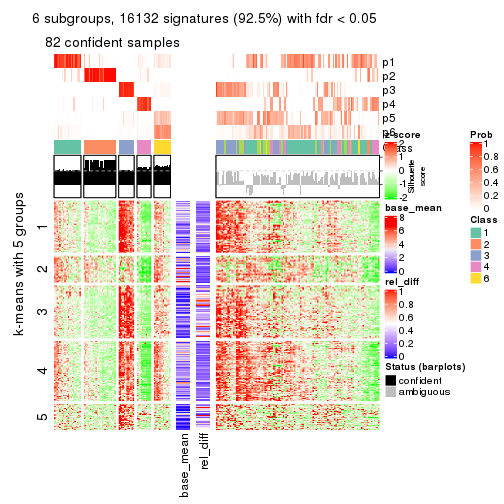 6 subgroups, 16132 signatures (92.5%) with fdr < 0.05
82 confident samples
p1
p2
p3
p4
p5
p6
Class
Silhouette
score
k-means with 5 groups
1
2
3
4
5
base_mean
rel_diff
z-score
2
1
0
-1
-2
base_mean
8
6
4
2
0
rel_diff
1
0.8
0.6
0.4
0.2
0
Status (barplots)
confident
ambiguous
Prob
1
0.8
0.6
0.4
0.2
0
Class
1
2
3
4
5
6